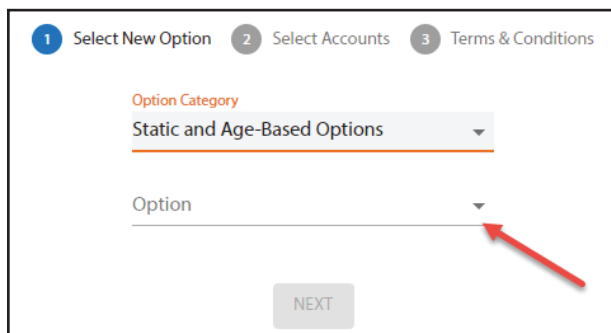 1 Select New Option 2 Select Accounts 3 Terms & Conditions
Option Category
Static and Age-Based Options
Option
NEXT